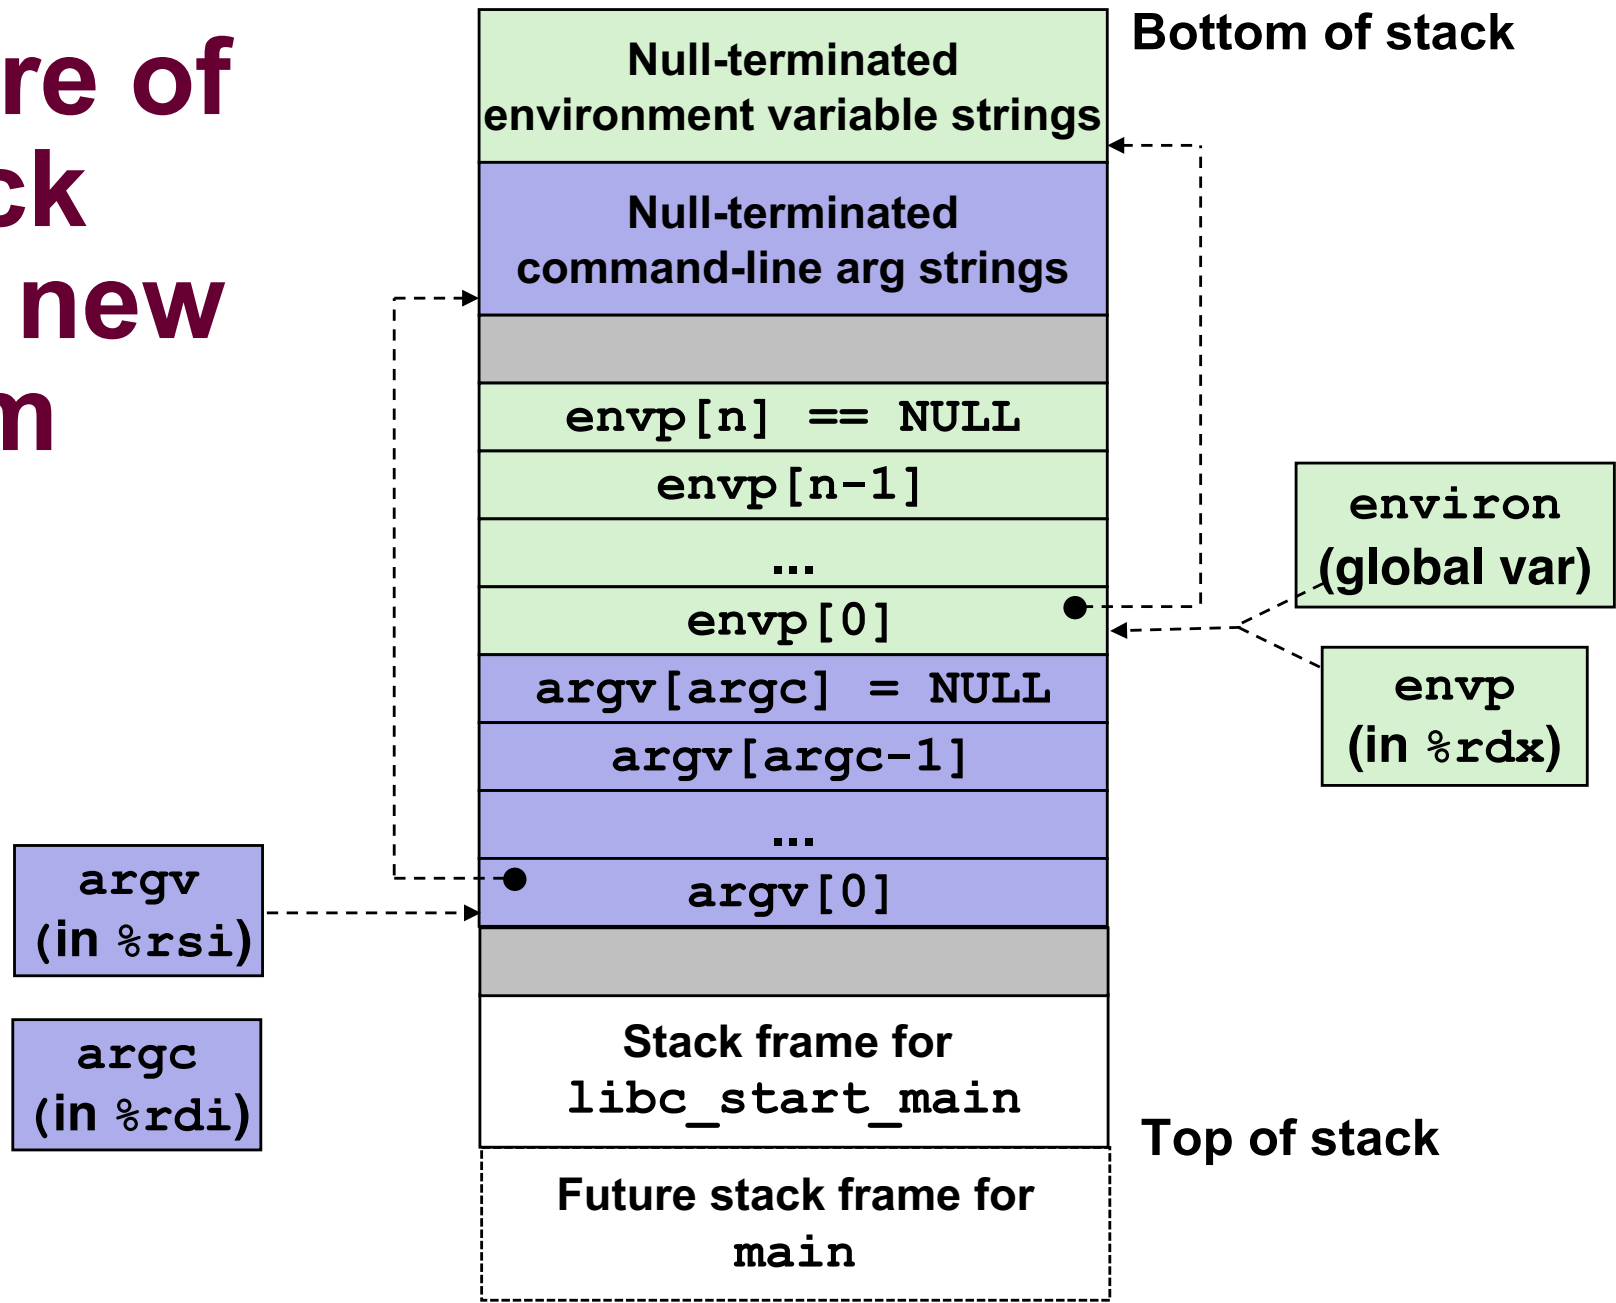 re of
ck
new
m
Bottom of stack
Null-terminated
environment variable strings
Null-terminated
command-line arg strings
envp[n] == NULL
envp[n-1]
...
envp[0]
argv[argc] = NULL
argv[argc-1]
...
argv[0]
environ
(global var)
envp
(in %rdx)
argv
(in %rsi)
argc
(in %rdi)
Stack frame for
libc_start_main
Top of stack
Future stack frame for
main